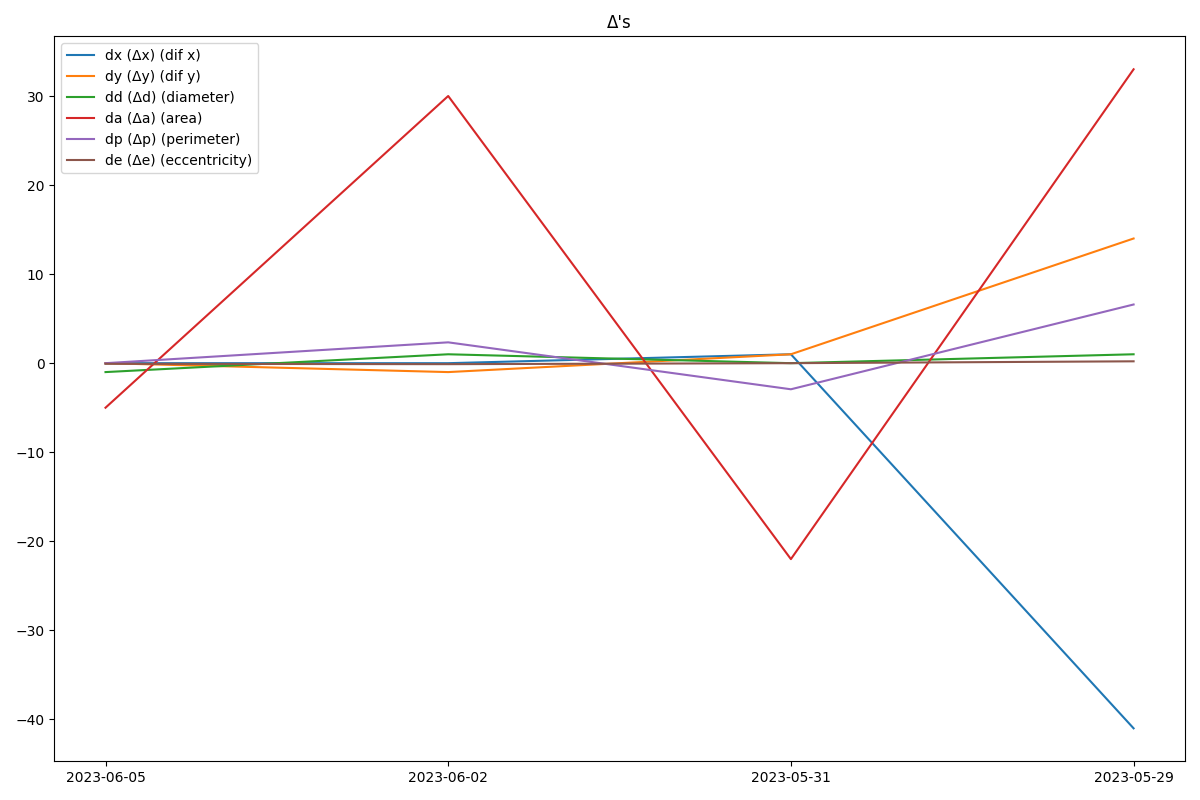 Δ's
dx (Δx) (dif x)
dy (Δy) (dif y)
dd (Δd) (diameter)
da (Δa) (area)
dp (Δp) (perimeter)
de (Δe) (eccentricity)
30
20
10
0
−10
−20
−30
−40
2023-06-05 2023-06-02 2023-05-31 2023-05-29